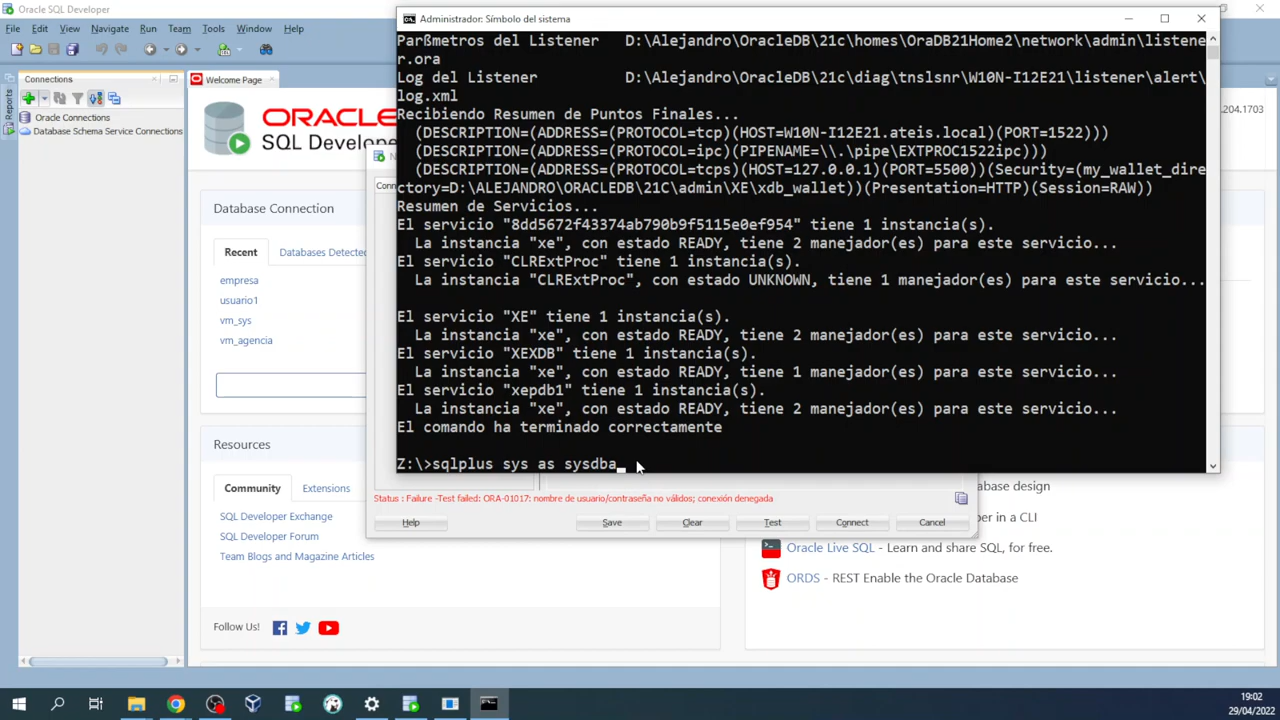 Oracle SQL Developer
File Edit View Navigate Run Team Tools Window Help
Connections
Reports
Oracle Connections
Database Schema Service Connections
Welcome Page
ORACLE
SQL Developer
.204.1703
Database Connection
Recent
Databases Detected
empresa
usuario1
vm_sys
vm_agencia
Resources
Community
Extensions
SQL Developer Exchange
SQL Developer Forum
Team Blogs and Magazine Articles
Follow Us!
Administrador: Símbolo del sistema
Parßmetros del Listener D:\Alejandro\OracleDB\21c\homes\OraDB21Home2\network\admin\listene
r.ora
Log del Listener D:\Alejandro\OracleDB\21c\diag\tnslsnr\W10N-I12E21\listener\alert\
log.xml
Recibiendo Resumen de Puntos Finales...
(DESCRIPTION=(ADDRESS=(PROTOCOL=tcp)(HOST=W10N-I12E21.ateis.local)(PORT=1522)))
(DESCRIPTION=(ADDRESS=(PROTOCOL=ipc)(PIPENAME=\\.\pipe\EXTPROC1522ipc)))
(DESCRIPTION=(ADDRESS=(PROTOCOL=tcps)(HOST=127.0.0.1)(PORT=5500))(Security=(my_wallet_dire
ctory=D:\ALEJANDRO\ORACLEDB\21C\admin\XE\xdb_wallet))(Presentation=HTTP)(Session=RAW))
Resumen de Servicios...
El servicio "8dd5672f43374ab790b9f5115e0ef954" tiene 1 instancia(s).
La instancia "xe", con estado READY, tiene 2 manejador(es) para este servicio...
El servicio "CLRExtProc" tiene 1 instancia(s).
La instancia "CLRExtProc", con estado UNKNOWN, tiene 1 manejador(es) para este servicio...
El servicio "XE" tiene 1 instancia(s).
La instancia "xe", con estado READY, tiene 2 manejador(es) para este servicio...
El servicio "XEXDB" tiene 1 instancia(s).
La instancia "xe", con estado READY, tiene 1 manejador(es) para este servicio...
El servicio "xepdb1" tiene 1 instancia(s).
La instancia "xe", con estado READY, tiene 2 manejador(es) para este servicio...
El comando ha terminado correctamente
Z:\>sqlplus sys as sysdba
Status : Failure -Test failed: ORA-01017: nombre de usuario/contraseña no válidos; conexión denegada
Help Save Clear Test Connect Cancel
Oracle Live SQL - Learn and share SQL, for free.
ORDS - REST Enable the Oracle Database
19:02
29/04/2022